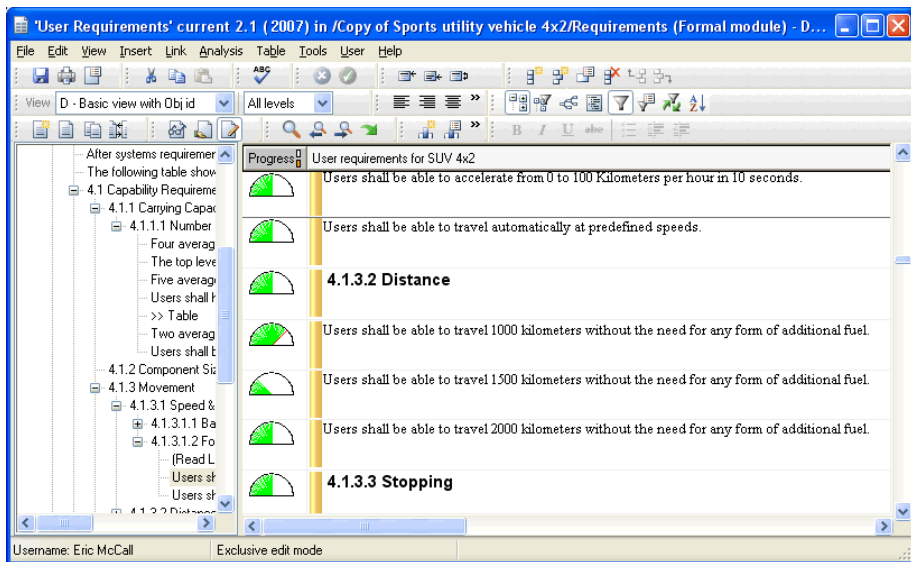 'User Requirements' current 2.1 (2007) in /Copy of Sports utility vehicle 4x2/Requirements (Formal module) - D...
File Edit View Insert Link Analysis Table Tools User Help
ABC
View D - Basic view with Obj id All levels
B I U abc
After systems requiremer
The following table show
4.1 Capability Requireme
4.1.1 Carrying Capac
4.1.1.1 Number
Four averag
The top leve
Five average
Users shall h
>> Table
Two averag
Users shall b
4.1.2 Component Siz
4.1.3 Movement
4.1.3.1 Speed &
4.1.3.1.1 Ba
4.1.3.1.2 Fo
(Read L
Users sh
Users sh
4.1.3.2 Distance
Progress User requirements for SUV 4x2
Users shall be able to accelerate from 0 to 100 Kilometers per hour in 10 seconds.
Users shall be able to travel automatically at predefined speeds.
4.1.3.2 Distance
Users shall be able to travel 1000 kilometers without the need for any form of additional fuel.
Users shall be able to travel 1500 kilometers without the need for any form of additional fuel.
Users shall be able to travel 2000 kilometers without the need for any form of additional fuel.
4.1.3.3 Stopping
Username: Eric McCall Exclusive edit mode